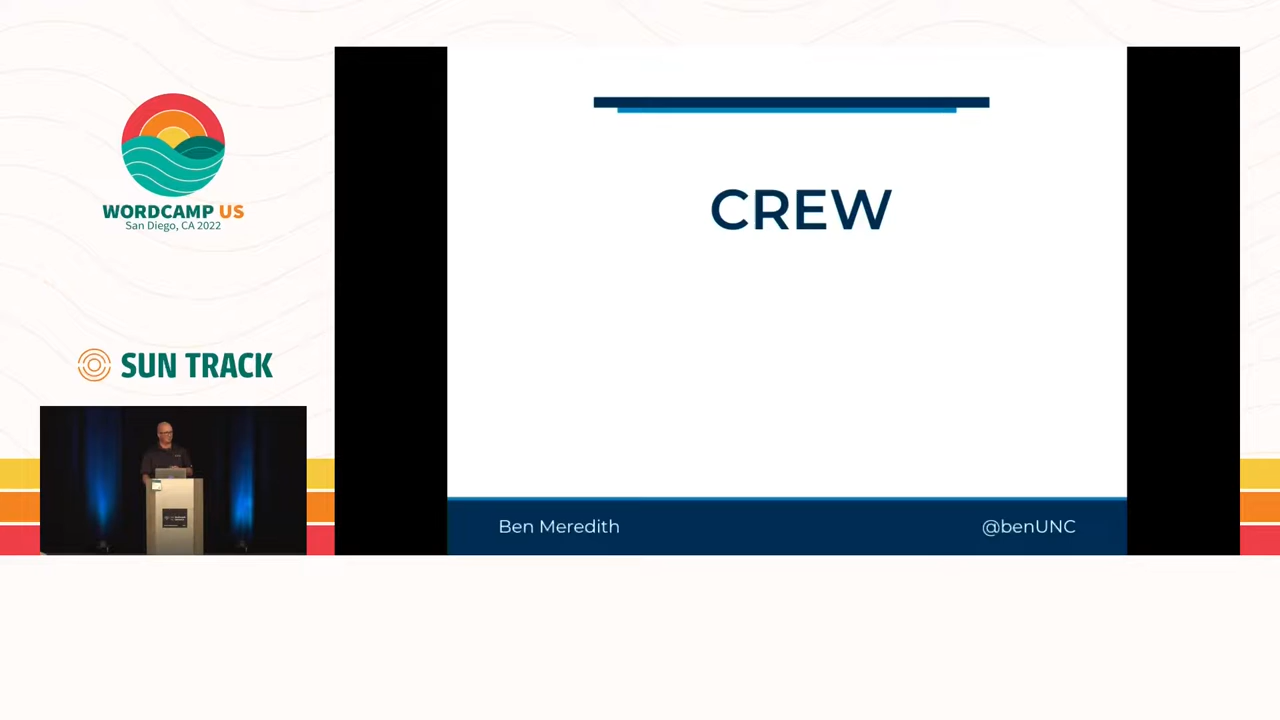 WORDCAMP US
San Diego, CA 2022
SUN TRACK
CREW
Ben Meredith
@benUNC